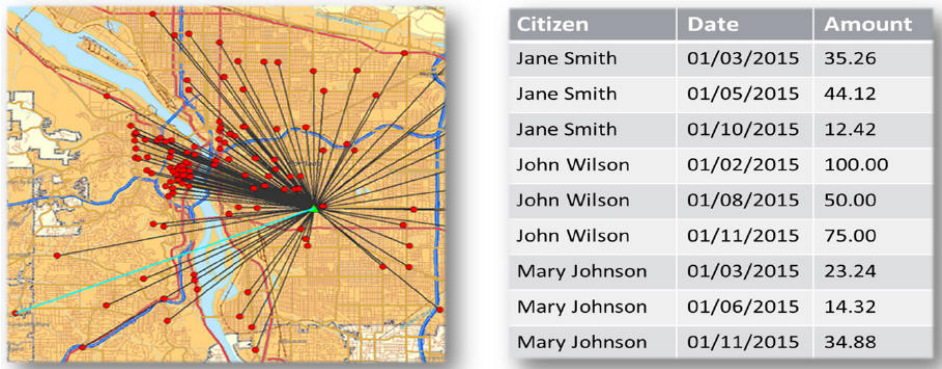 Citizen Date Amount
Jane Smith 01/03/2015 35.26
Jane Smith 01/05/2015 44.12
Jane Smith 01/10/2015 12.42
John Wilson 01/02/2015 100.00
John Wilson 01/08/2015 50.00
John Wilson 01/11/2015 75.00
Mary Johnson 01/03/2015 23.24
Mary Johnson 01/06/2015 14.32
Mary Johnson 01/11/2015 34.88